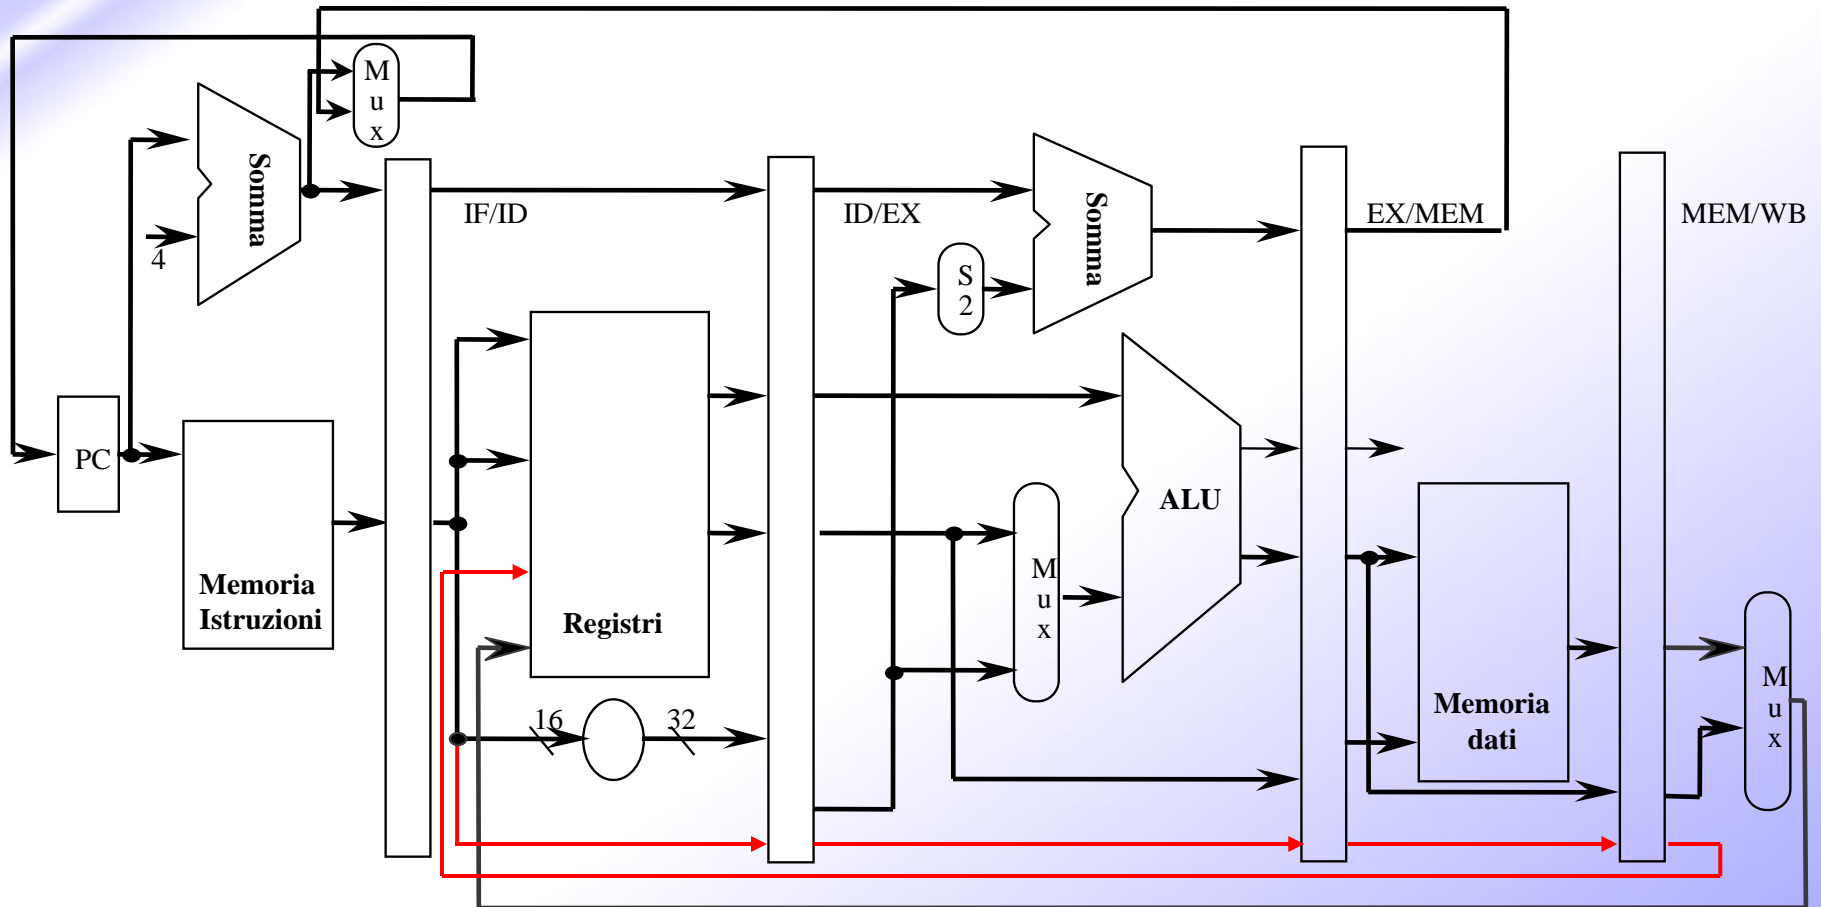 M
u
x
Somma
4
IF/ID
ID/EX
Somma
EX/MEM
MEM/WB
S
2
PC
Memoria
Istruzioni
Registri
16
32
M
u
x
ALU
Memoria
dati
M
u
x